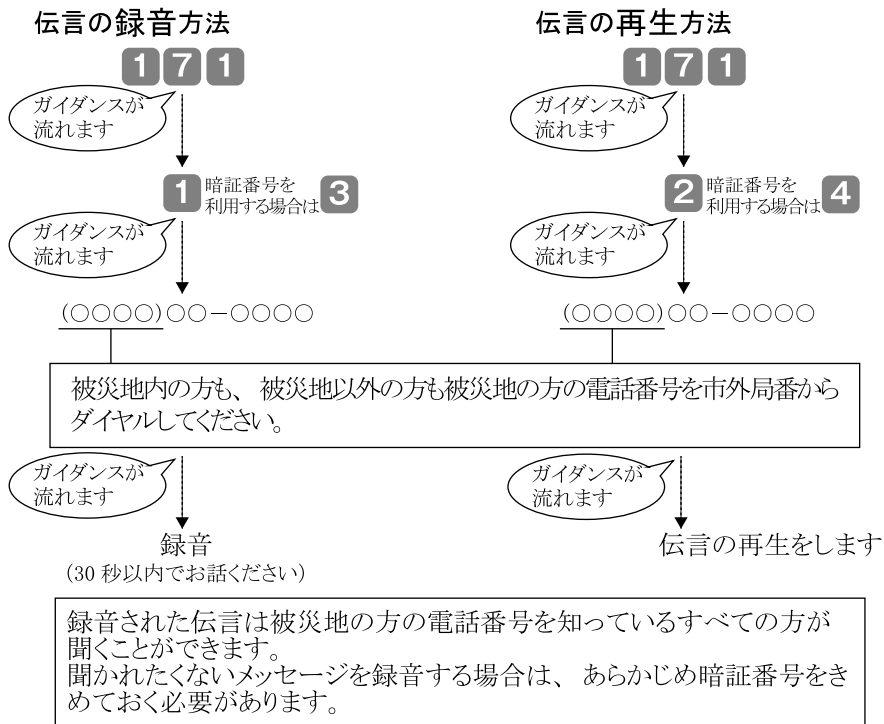 伝言の録音方法
171
ガイダンスが
流れます
1 暗証番号を
利用する場合は 3
ガイダンスが
流れます
(○○○○)○○−○○○○
伝言の再生方法
171
ガイダンスが
流れます
2 暗証番号を
利用する場合は 4
ガイダンスが
流れます
(○○○○)○○−○○○○
被災地内の方も、被災地以外の方も被災地の方の電話番号を市外局番から
ダイヤルしてください。
ガイダンスが
流れます
録音
(30 秒以内でお話ください)
ガイダンスが
流れます
伝言の再生をします
録音された伝言は被災地の方の電話番号を知っているすべての方が
聞くことができます。
聞かれたくないメッセージを録音する場合は、あらかじめ暗証番号をき
めておく必要があります。